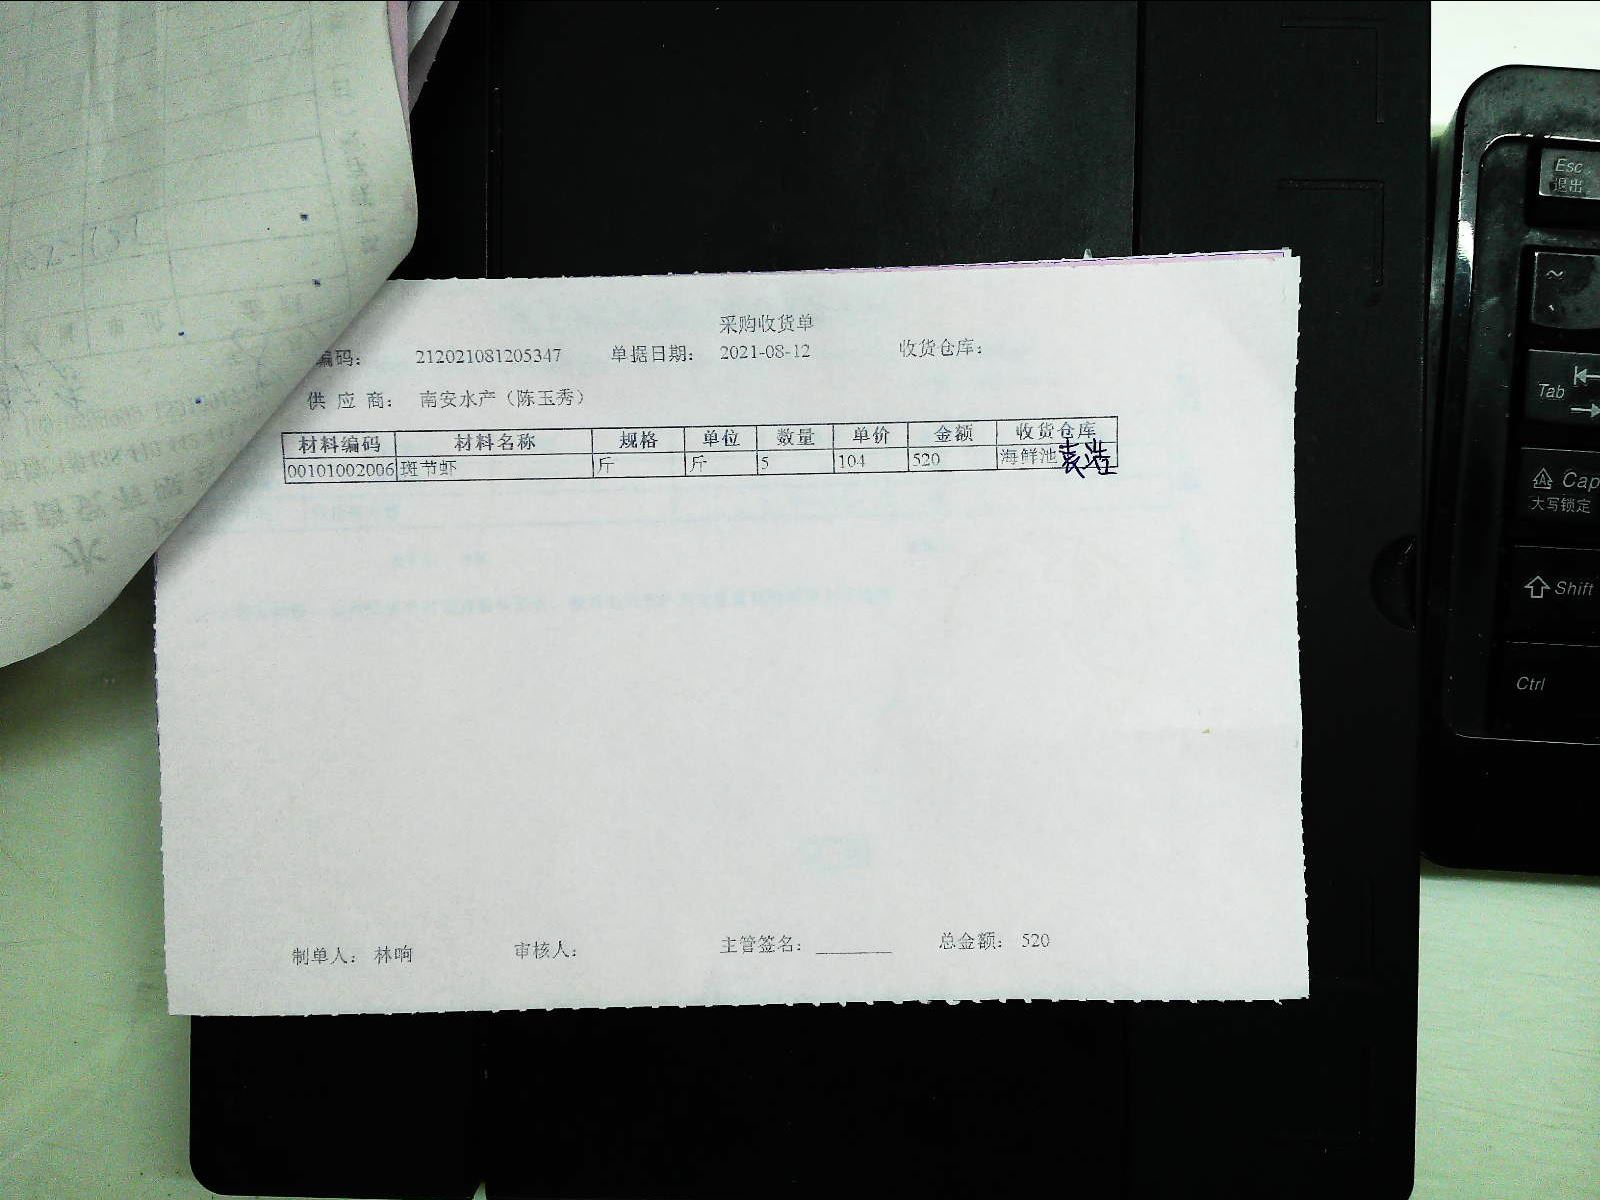 采购收货单
编码： 212021081205347 单据日期： 2021-08-12 收货仓库：
供 应 商： 南安水产（陈玉秀）
材料编码 材料名称 规格 单位 数量 单价 金额 收货仓库
00101002006 斑节虾 斤 斤 5 104 520 海鲜池 袁浩
制单人： 林响 审核人： 主管签名： 总金额： 520
Esc
退出
~
Tab
Cap
大写锁定
Shift
Ctrl